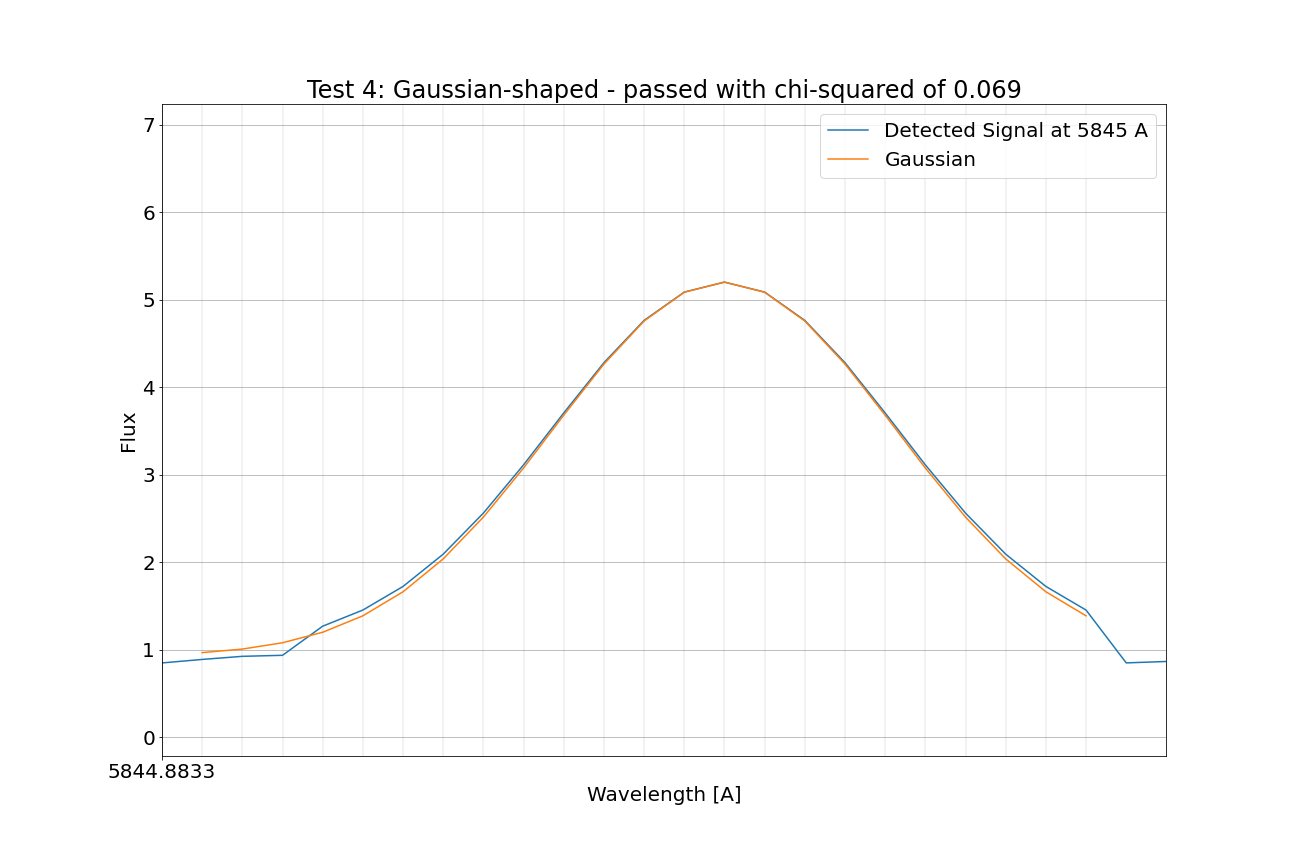 Test 4: Gaussian-shaped - passed with chi-squared of 0.069
Detected Signal at 5845 A
Gaussian
7
6
5
4
3
2
1
0
Flux
5844.8833
Wavelength [A]